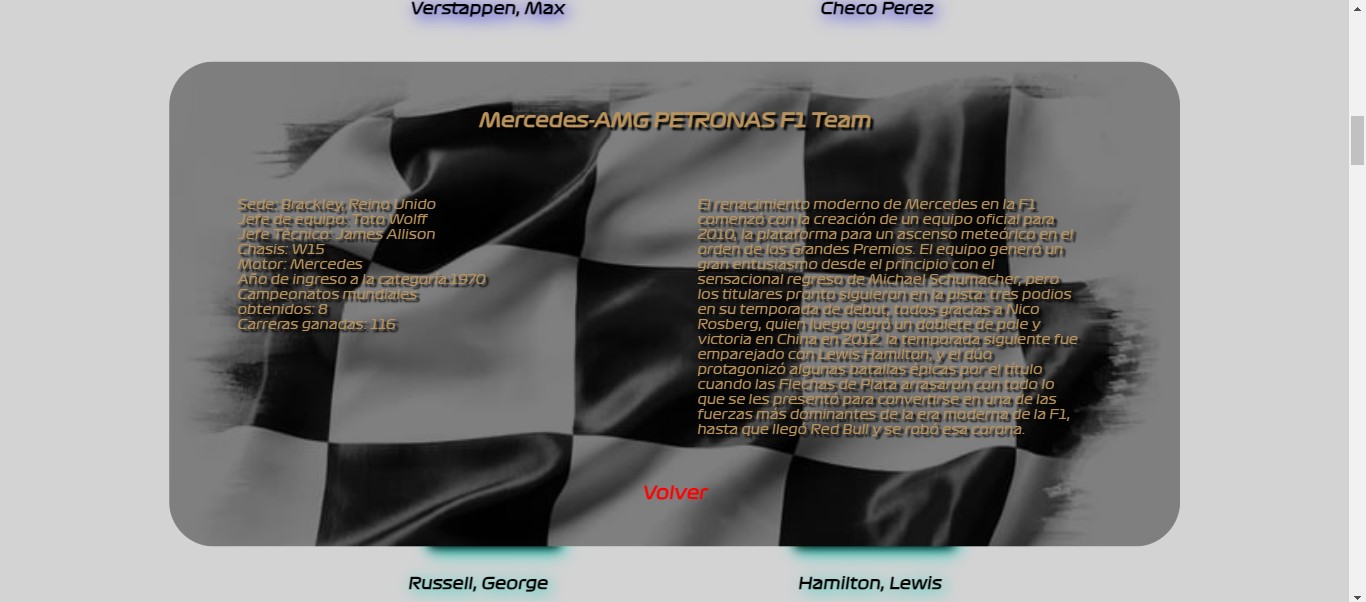 Verstappen, Max
Checo Perez
Mercedes-AMG PETRONAS F1 Team
Sede: Brackley, Reino Unido
Jefe de equipo: Toto Wolff
Jefe Técnico: James Allison
Chasis: W15
Motor: Mercedes
Año de ingreso a la categoría:1970
Campeonatos mundiales
obtenidos: 8
Carreras ganadas: 116
El renacimiento moderno de Mercedes en la F1
comenzó con la creación de un equipo oficial para
2010, la plataforma para un ascenso meteórico en el
orden de los Grandes Premios. El equipo generó un
gran entusiasmo desde el principio con el
sensacional regreso de Michael Schumacher, pero
los titulares pronto siguieron en la pista: tres podios
en su temporada de debut, todos gracias a Nico
Rosberg, quien luego logró un doblete de pole y
victoria en China en 2012. la temporada siguiente fue
emparejado con Lewis Hamilton, y el dúo
protagonizó algunas batallas épicas por el título
cuando las Flechas de Plata arrasaron con todo lo
que se les presentó para convertirse en una de las
fuerzas más dominantes de la era moderna de la F1,
hasta que llegó Red Bull y se robó esa corona.
Volver
Russell, George
Hamilton, Lewis